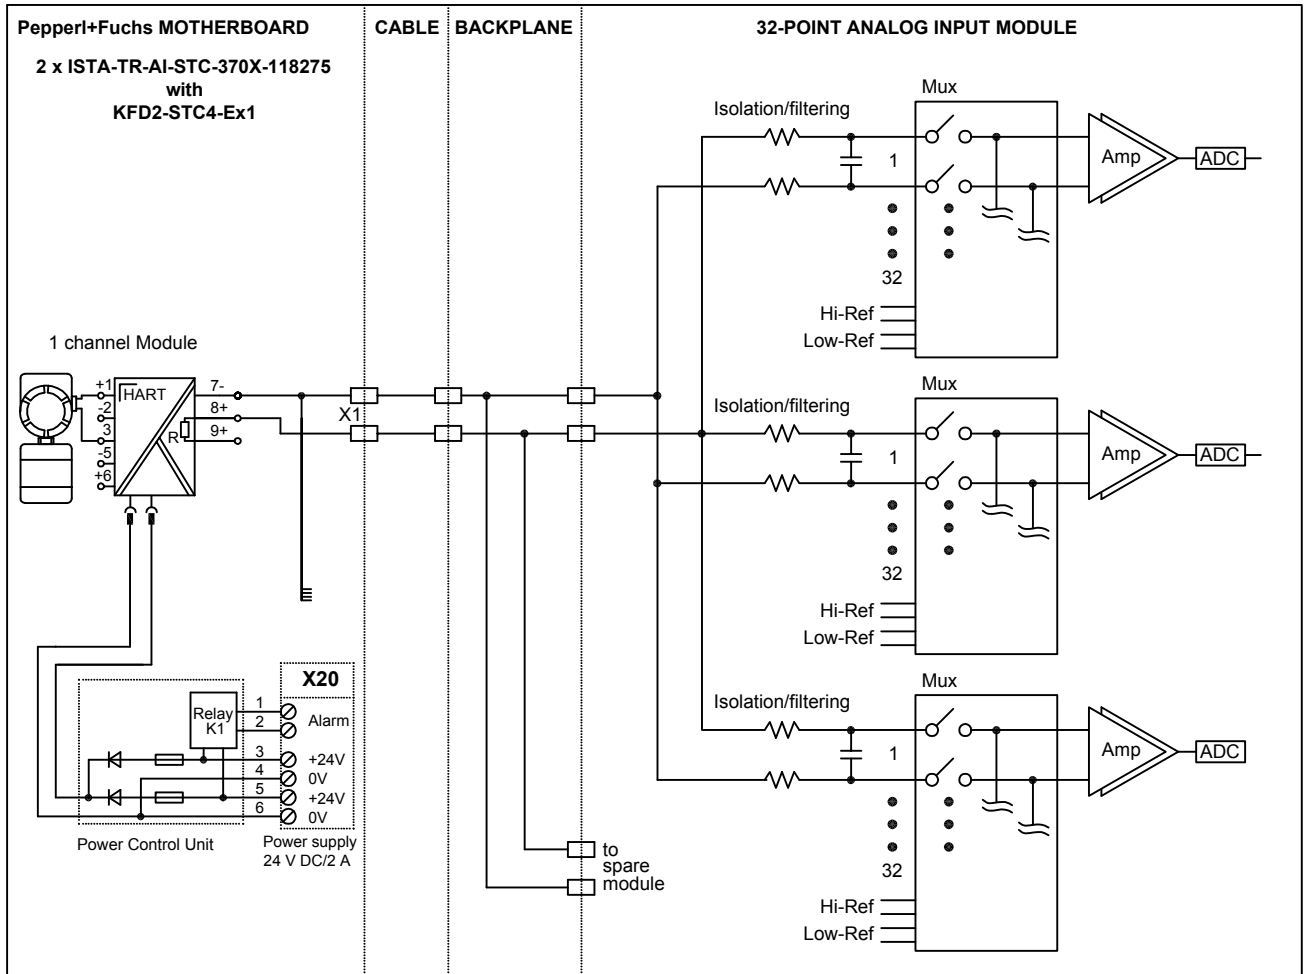 Pepperl+Fuchs MOTHERBOARD
CABLE
BACKPLANE
32-POINT ANALOG INPUT MODULE
2 x ISTA-TR-AI-STC-370X-118275
with
KFD2-STC4-Ex1
Mux
Isolation/filtering
1
Amp
ADC
32
Hi-Ref
Low-Ref
1 channel Module
+1
-2
3
-5
+6
HART
R
7-
8+
9+
X1
Mux
Isolation/filtering
1
Amp
ADC
32
Hi-Ref
Low-Ref
X20
Relay
K1
1
2
Alarm
3
+24V
4
0V
5
+24V
6
0V
Power Control Unit
Power supply
24 V DC/2 A
Mux
Isolation/filtering
1
Amp
ADC
to
spare
module
32
Hi-Ref
Low-Ref